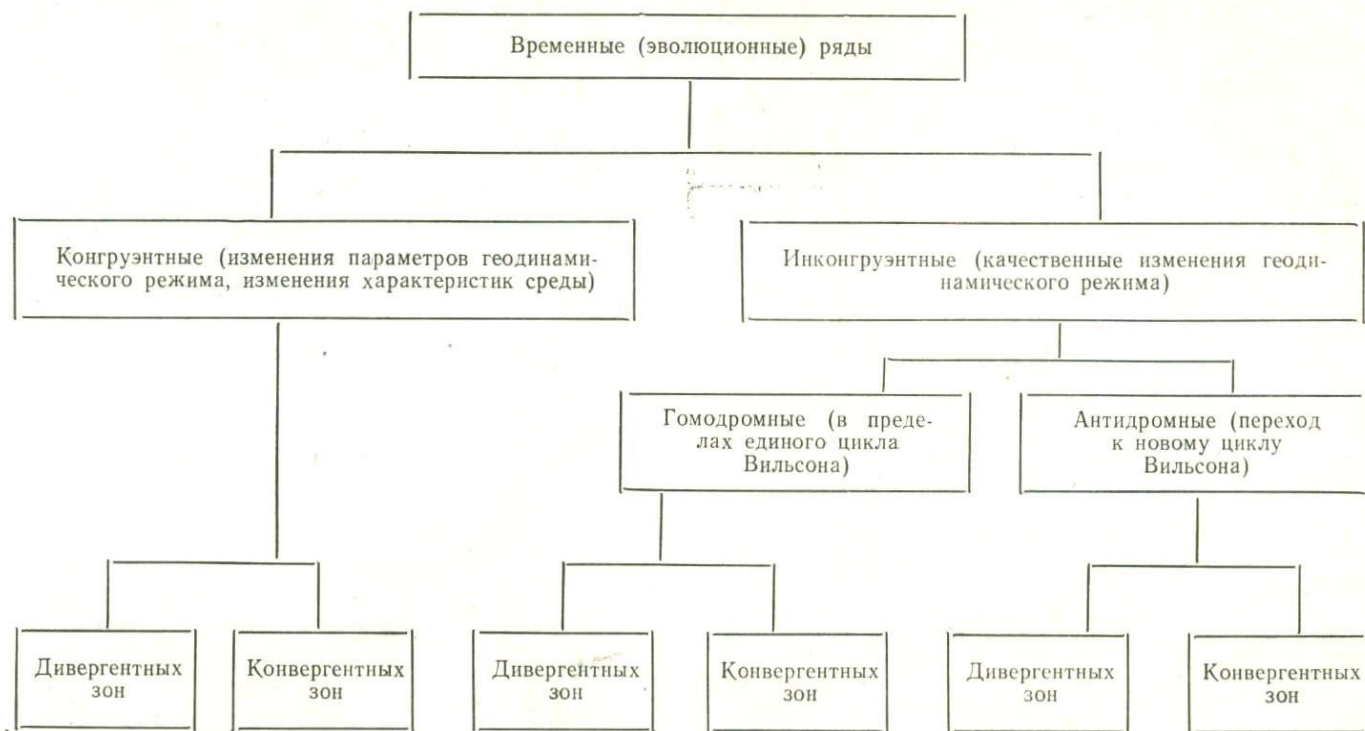 Временные (эволюционные) ряды
Конгруэнтные (изменения параметров геодинами-
ческого режима, изменения характеристик среды)
Инконгруэнтные (качественные изменения геоди-
намического режима)
Гомодромные (в преде-
лах единого цикла
Вильсона)
Антидромные (переход
к новому циклу
Вильсона)
Дивергентных
зон
Конвергентных
зон
Дивергентных
зон
Конвергентных
зон
Дивергентных
зон
Конвергентных
зон